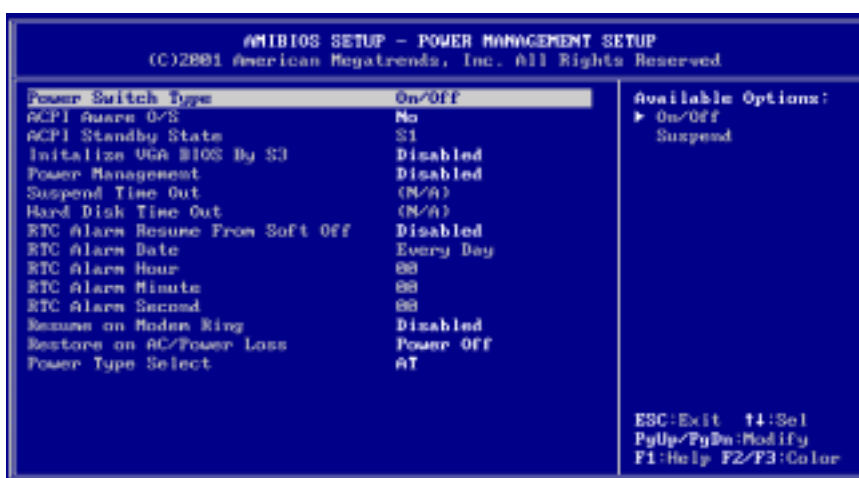 AMIBIOS SETUP – POWER MANAGEMENT SETUP
(C)2001 American Megatrends, Inc. All Rights Reserved
Power Switch Type On/Off
ACPI Aware O/S No
ACPI Standby State S1
Initalize VGA BIOS By S3 Disabled
Power Management Disabled
Suspend Time Out (N/A)
Hard Disk Time Out (N/A)
RTC Alarm Resume From Soft Off Disabled
RTC Alarm Date Every Day
RTC Alarm Hour 00
RTC Alarm Minute 00
RTC Alarm Second 00
Resume on Modem Ring Disabled
Restore on AC/Power Loss Power Off
Power Type Select AT
Available Options:
► On/Off
Suspend
ESC:Exit ↑↓:Sel
PgUp/PgDn:Modify
F1:Help F2/F3:Color